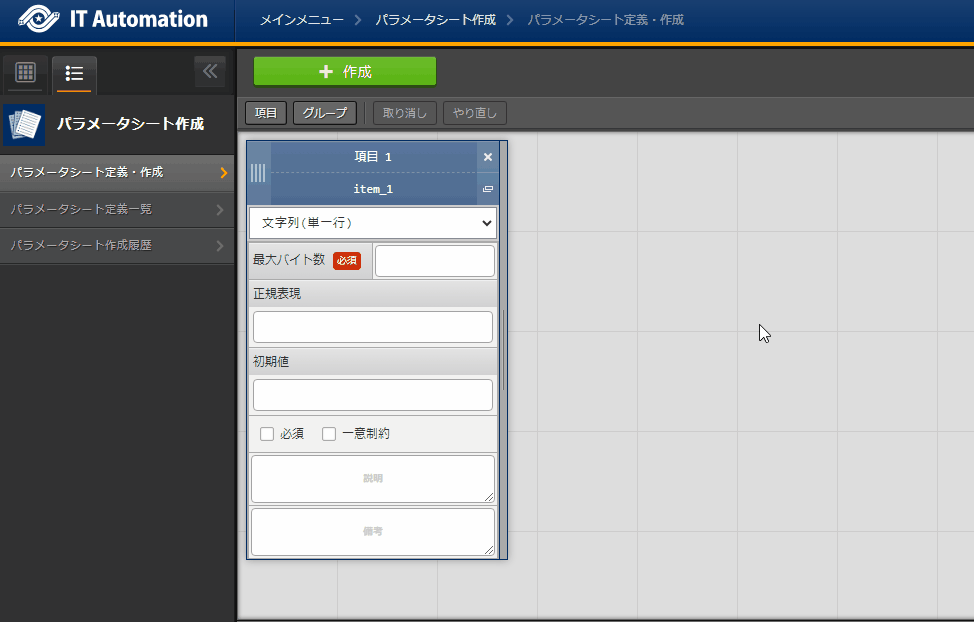 IT Automation
メインメニュー > パラメータシート作成 > パラメータシート定義・作成
パラメータシート作成
パラメータシート定義・作成
パラメータシート定義一覧
パラメータシート作成履歴
+ 作成
項目 グループ 取り消し やり直し
項目 1
item_1
文字列(単一行)
最大バイト数 必須
正規表現
初期値
必須 一意制約
説明
備考